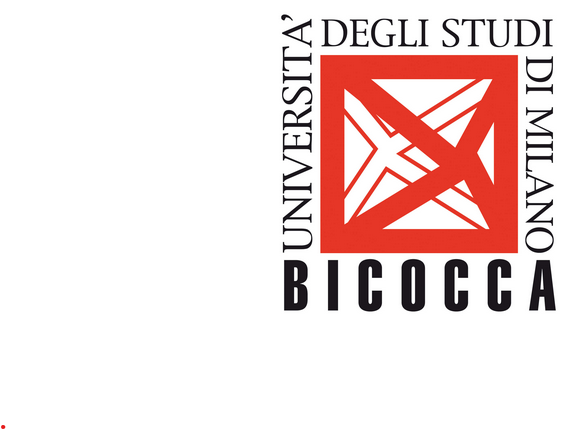 UNIVERSITA’
DEGLI STUDI
DI MILANO
BICOCCA